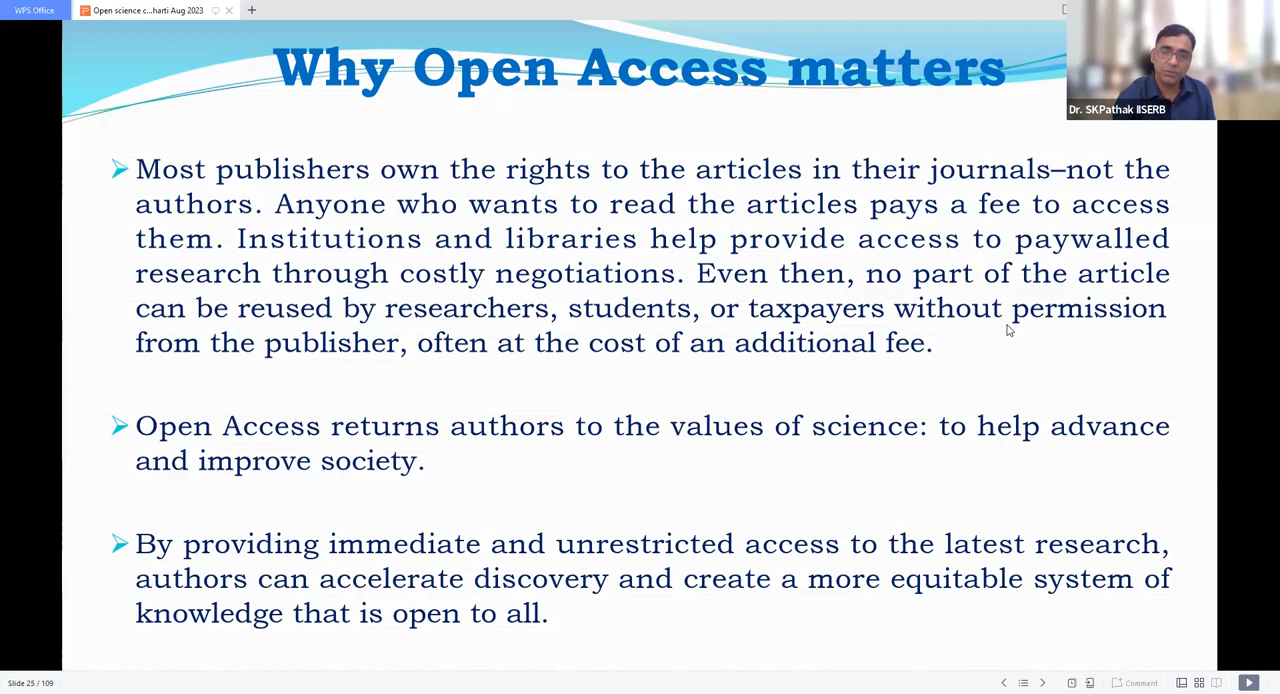 WPS Office
Open science c...harti Aug 2023
Why Open Access matters
Dr. SKPathak IISERB
Most publishers own the rights to the articles in their journals–not the
authors. Anyone who wants to read the articles pays a fee to access
them. Institutions and libraries help provide access to paywalled
research through costly negotiations. Even then, no part of the article
can be reused by researchers, students, or taxpayers without permission
from the publisher, often at the cost of an additional fee.
Open Access returns authors to the values of science: to help advance
and improve society.
By providing immediate and unrestricted access to the latest research,
authors can accelerate discovery and create a more equitable system of
knowledge that is open to all.
Slide 25 / 109
Comment